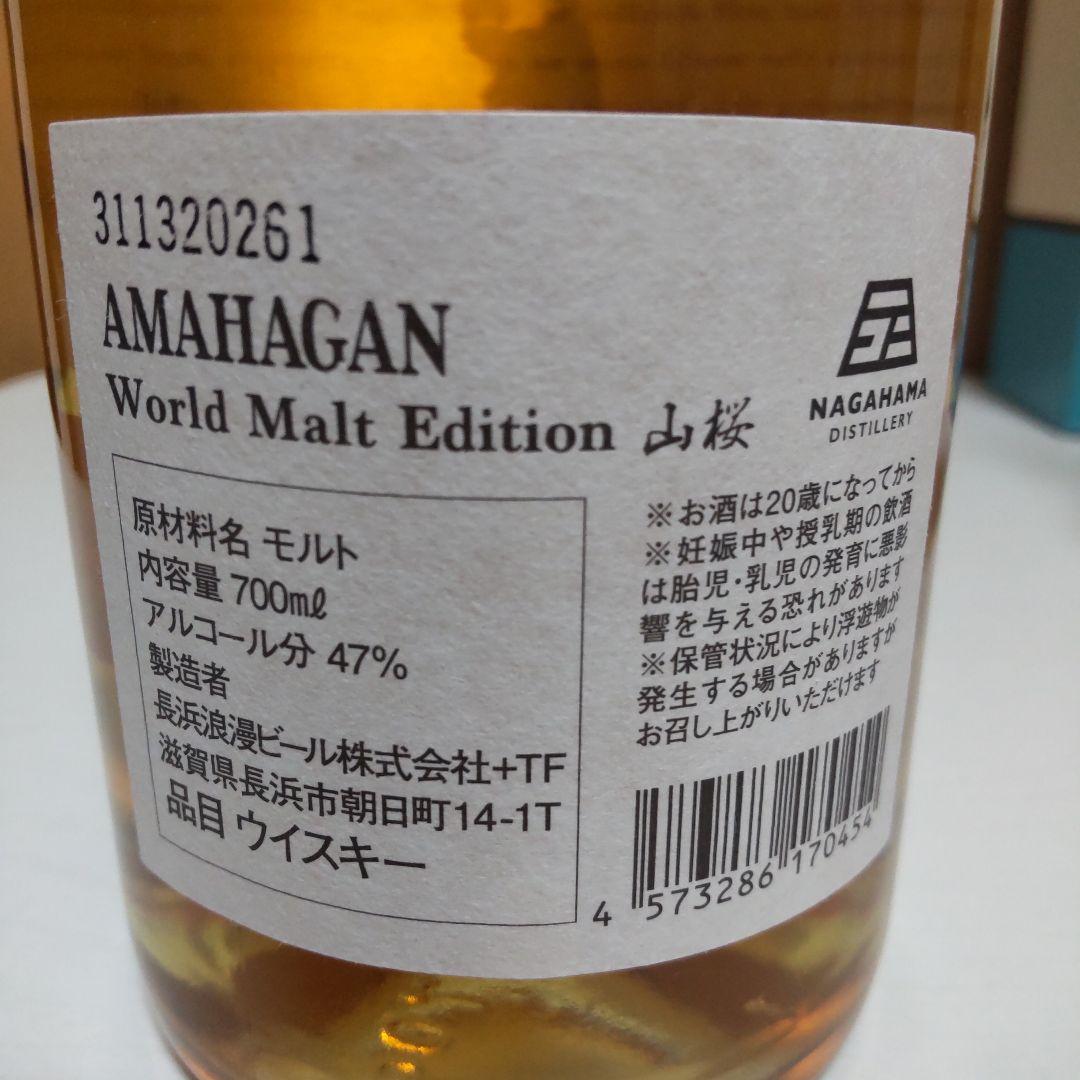 311320261
AMAHAGAN
World Malt Edition 山桜
NAGAHAMA
DISTILLERY
原材料名 モルト
内容量 700mℓ
アルコール分 47%
製造者
長浜浪漫ビール株式会社+TF
滋賀県長浜市朝日町14-1T
品目 ウイスキー
※お酒は20歳になってから
※妊娠中や授乳期の飲酒
は胎児・乳児の発育に悪影
響を与える恐れがあります
※保管状況により浮遊物が
発生する場合がありますが
お召し上がりいただけます
4 573286 170454